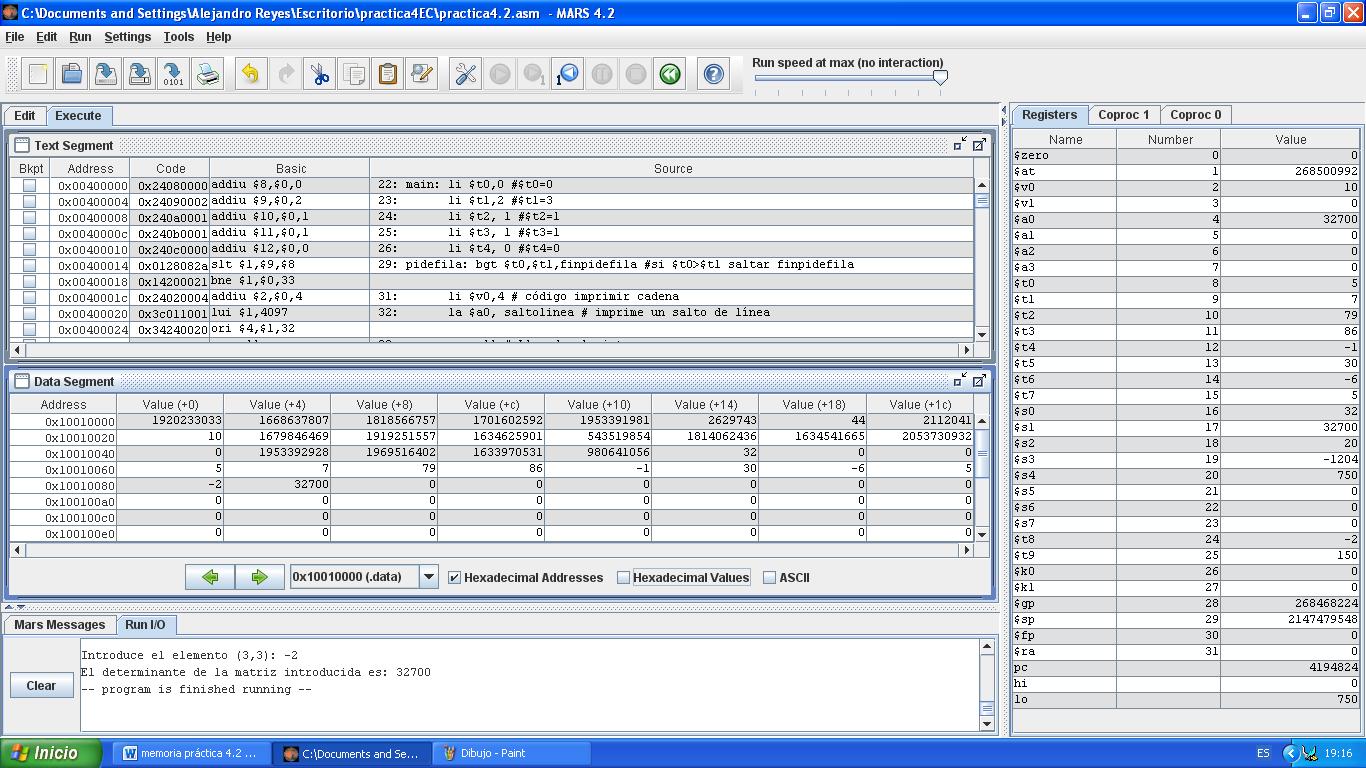 C:\Documents and Settings\Alejandro Reyes\Escritorio\practica4EC\practica4.2.asm - MARS 4.2
File Edit Run Settings Tools Help
Run speed at max (no interaction)
Edit Execute
Text Segment
Bkpt Address Code Basic Source
0x00400000 0x24080000 addiu $8,$0,0 22: main: li $t0,0 #$t0=0
0x00400004 0x24090002 addiu $9,$0,2 23: li $t1,2 #$t1=3
0x00400008 0x240a0001 addiu $10,$0,1 24: li $t2, 1 #$t2=1
0x0040000c 0x240b0001 addiu $11,$0,1 25: li $t3, 1 #$t3=1
0x00400010 0x240c0000 addiu $12,$0,0 26: li $t4, 0 #$t4=0
0x00400014 0x0128082a slt $1,$9,$8 29: pidefila: bgt $t0,$t1,finpidefila #si $t0>$t1 saltar finpidefila
0x00400018 0x14200021 bne $1,$0,33
0x0040001c 0x24020004 addiu $2,$0,4 31: li $v0,4 # código imprimir cadena
0x00400020 0x3c011001 lui $1,4097 32: la $a0, saltolinea # imprime un salto de línea
0x00400024 0x34240020 ori $4,$1,32
Data Segment
Address Value (+0) Value (+4) Value (+8) Value (+c) Value (+10) Value (+14) Value (+18) Value (+1c)
0x10010000 1920233033 1668637807 1818566757 1701602592 1953391981 2629743 44 2112041
0x10010020 10 1679846469 1919251557 1634625901 543519854 1814062436 1634541665 2053730932
0x10010040 0 1953392928 1969516402 1633970531 980641056 32 0 0
0x10010060 5 7 79 86 -1 30 -6 5
0x10010080 -2 32700 0 0 0 0 0 0
0x100100a0 0 0 0 0 0 0 0 0
0x100100c0 0 0 0 0 0 0 0 0
0x100100e0 0 0 0 0 0 0 0 0
0x10010000 (.data) Hexadecimal Addresses Hexadecimal Values ASCII
Mars Messages Run I/O
Clear
Introduce el elemento (3,3): -2
El determinante de la matriz introducida es: 32700
-- program is finished running --
Registers Coproc 1 Coproc 0
Name Number Value
$zero 0 0
$at 1 268500992
$v0 2 10
$v1 3 0
$a0 4 32700
$a1 5 0
$a2 6 0
$a3 7 0
$t0 8 5
$t1 9 7
$t2 10 79
$t3 11 86
$t4 12 -1
$t5 13 30
$t6 14 -6
$t7 15 5
$s0 16 32
$s1 17 32700
$s2 18 20
$s3 19 -1204
$s4 20 750
$s5 21 0
$s6 22 0
$s7 23 0
$t8 24 -2
$t9 25 150
$k0 26 0
$k1 27 0
$gp 28 268468224
$sp 29 2147479548
$fp 30 0
$ra 31 0
pc 4194824
hi 0
lo 750
Inicio
memoria práctica 4.2 ...
C:\Documents and Se...
Dibujo - Paint
ES
19:16